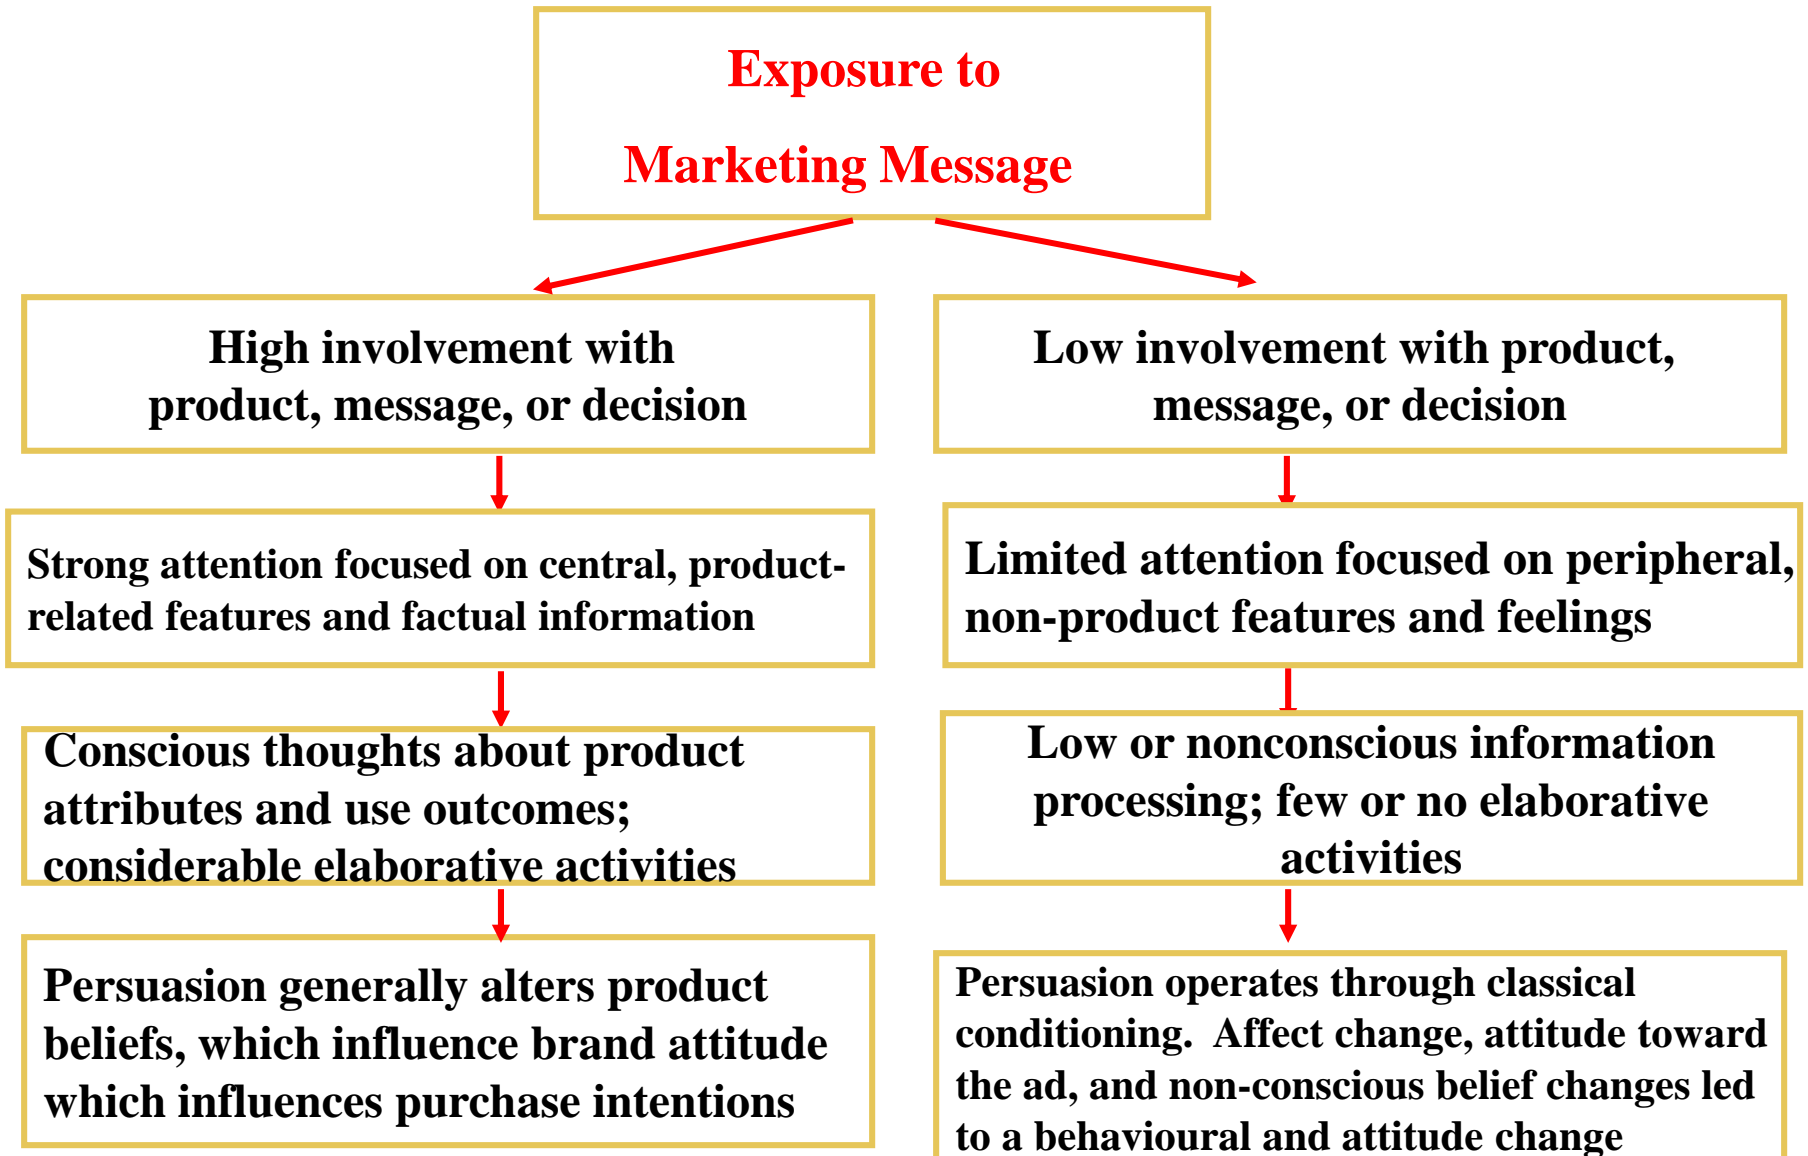 Exposure to
Marketing Message
High involvement with
product, message, or decision
Low involvement with product,
message, or decision
Strong attention focused on central, product-
related features and factual information
Limited attention focused on peripheral,
non-product features and feelings
Conscious thoughts about product
attributes and use outcomes;
considerable elaborative activities
Low or nonconscious information
processing; few or no elaborative
activities
Persuasion generally alters product
beliefs, which influence brand attitude
which influences purchase intentions
Persuasion operates through classical
conditioning.  Affect change, attitude toward
the ad, and non-conscious belief changes led
to a behavioural and attitude change